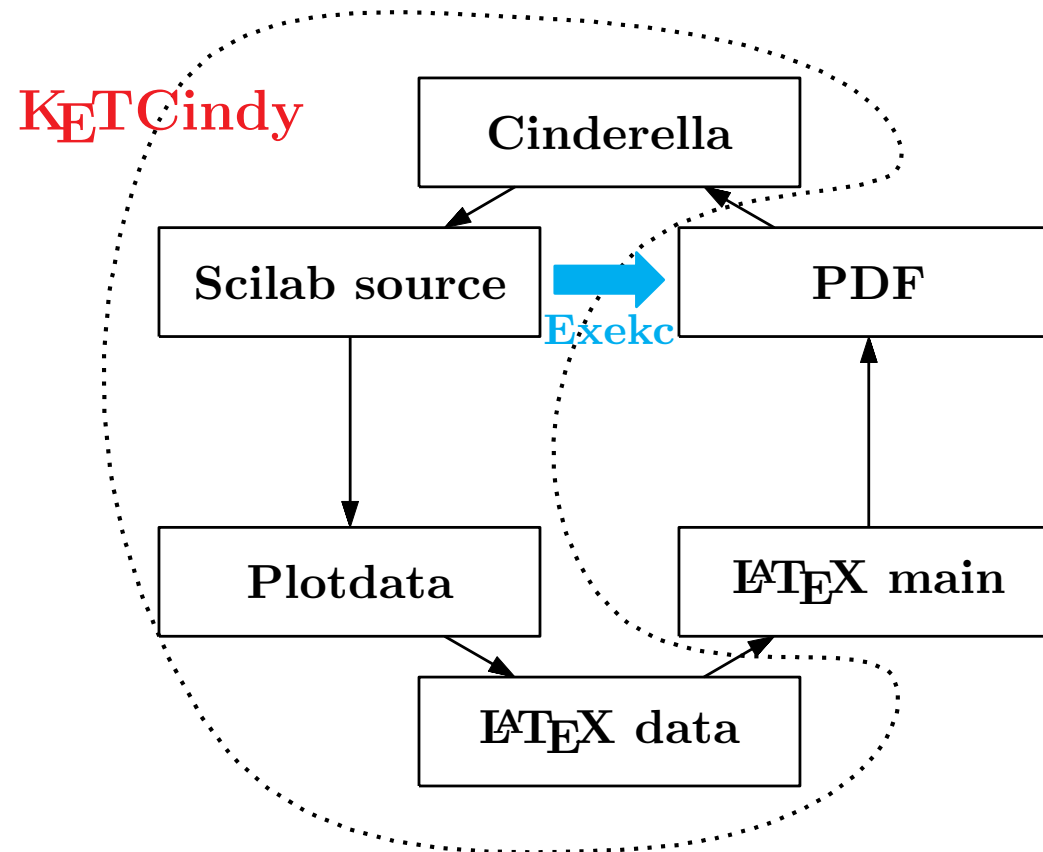 KETCindy
Cinderella
Scilab source
PDF
Exekc
Plotdata
LATEX main
LATEX data